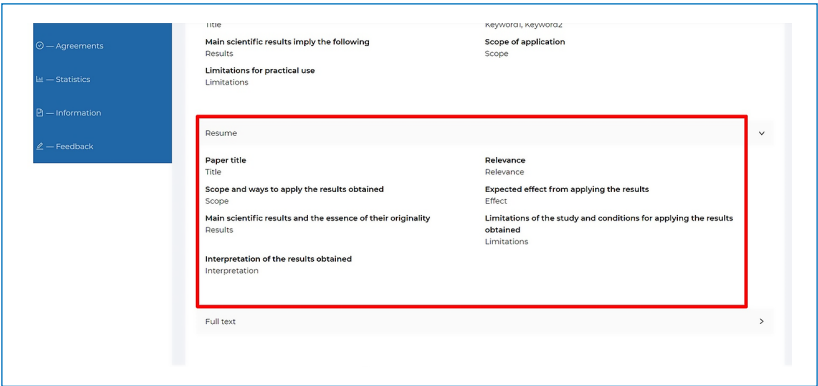 Title
Keyword1, Keyword2
Agreements
Main scientific results imply the following
Scope of application
Results
Scope
Limitations for practical use
Statistics
Limitations
Information
Resume
Feedback
Paper title
Relevance
Title
Relevance
Scope and ways to apply the results obtained
Expected effect from applying the results
Scope
Effect
Main scientific results and the essence of their originality
Limitations of the study and conditions for applying the results
Results
obtained
Limitations
Interpretation of the results obtained
Interpretation
Full text